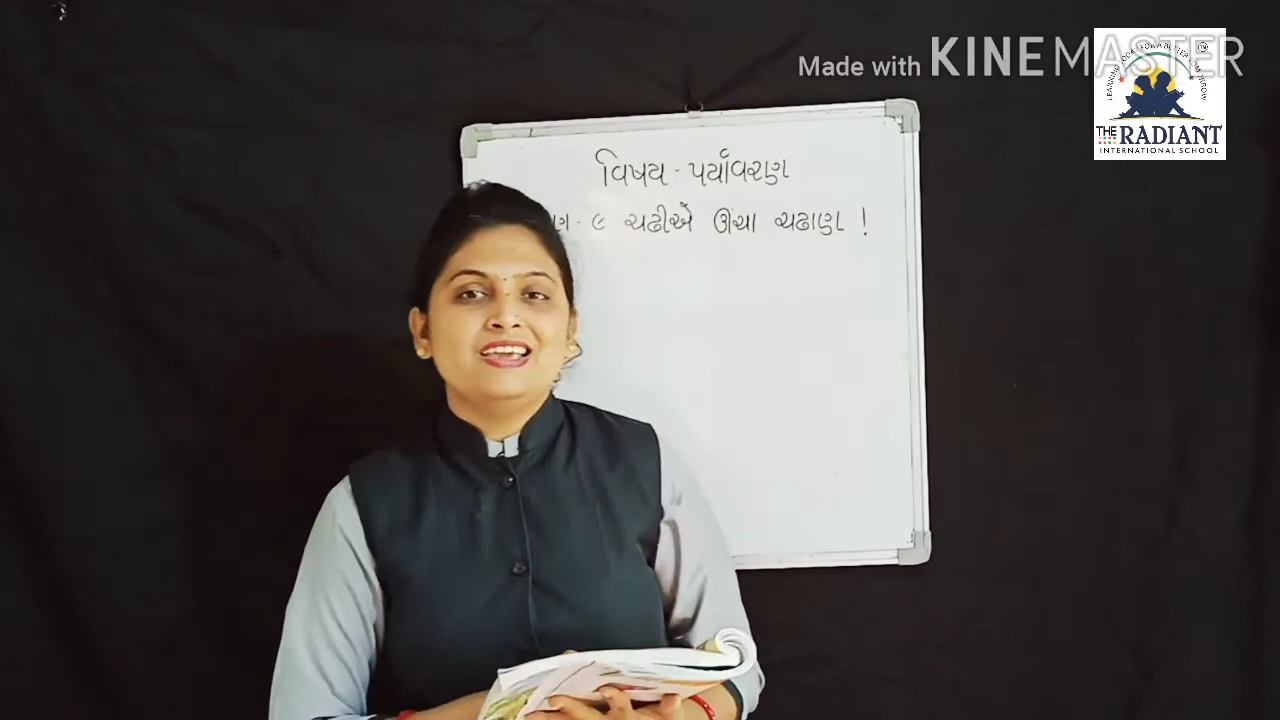 Made with KINEMASTER
THE RADIANT
INTERNATIONAL SCHOOL
વિષય - પર્યાવરણ
- ૯ ચઢીએ ઊંચા ચઢાણ !